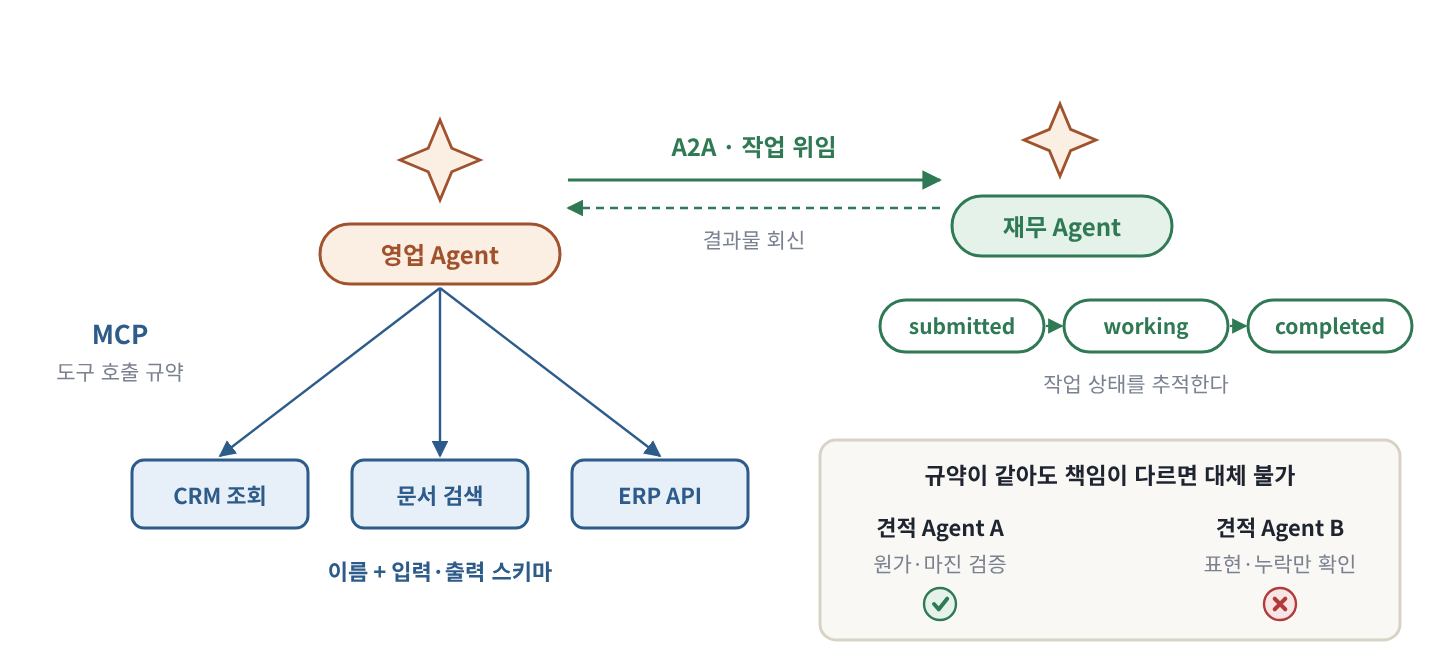 A2A · 작업 위임
결과물 회신
영업 Agent
재무 Agent
MCP
도구 호출 규약
submitted
working
completed
작업 상태를 추적한다
CRM 조회
문서 검색
ERP API
이름 + 입력·출력 스키마
규약이 같아도 책임이 다르면 대체 불가
견적 Agent A
원가·마진 검증
견적 Agent B
표현·누락만 확인